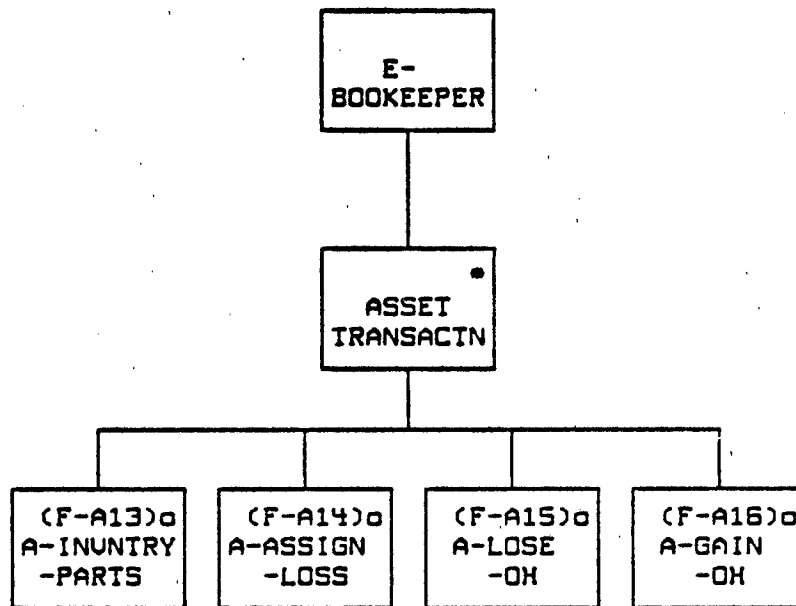 E-
BOOKEEPER
*
ASSET
TRANSACTN
(F-A13)o
A-INVNTRY
-PARTS
(F-A14)o
A-ASSIGN
-LOSS
(F-A15)o
A-LOSE
-OH
(F-A16)o
A-GAIN
-OH